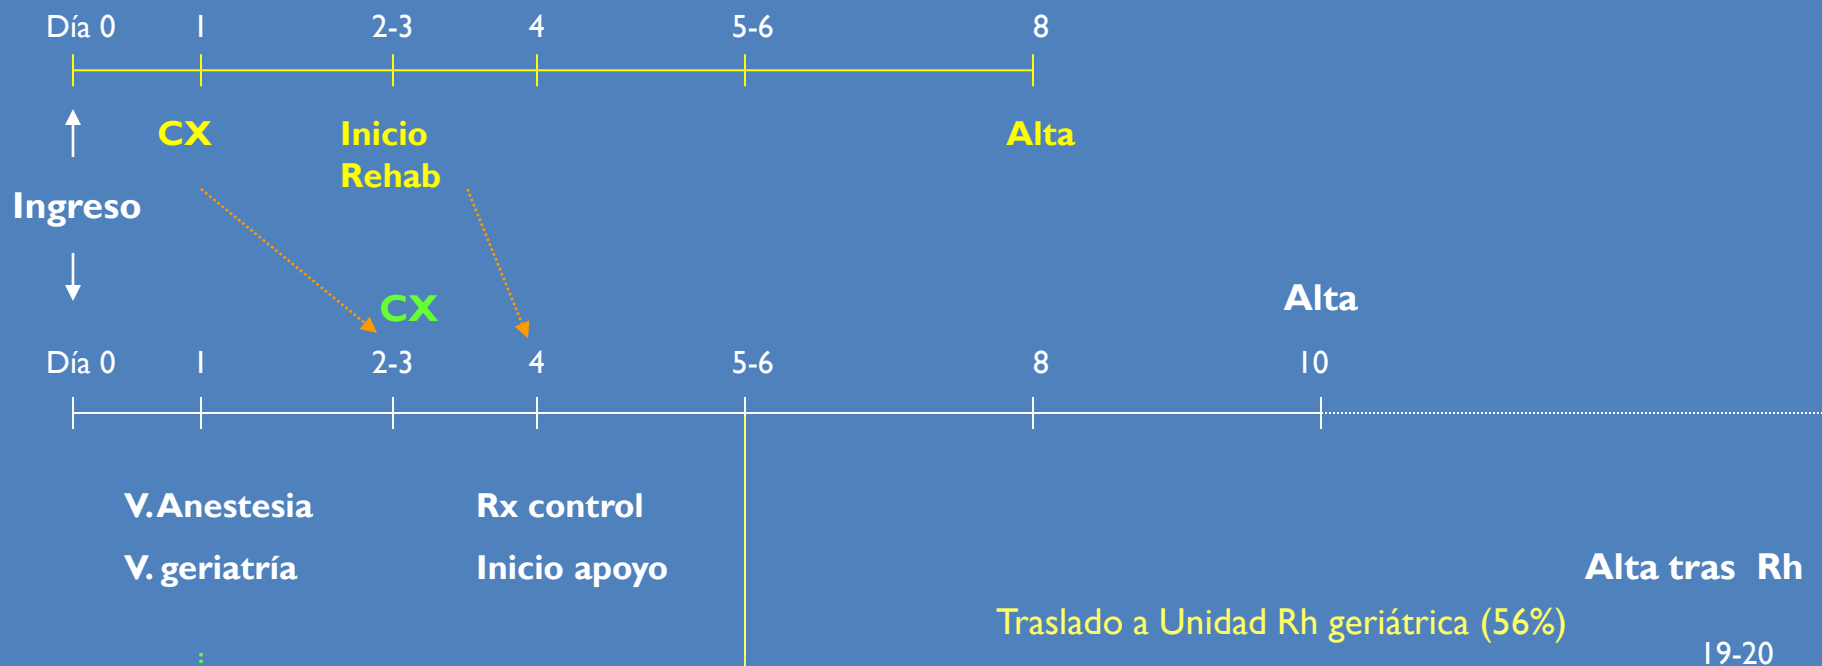 Día 0 1 2-3 4 5-6 8
CX Inicio Alta
Rehab
Ingreso
CX Alta
Día 0 1 2-3 4 5-6 8 10
V. Anestesia Rx control
V. geriatría Inicio apoyo Alta tras Rh
Traslado a Unidad Rh geriátrica (56%)
19-20